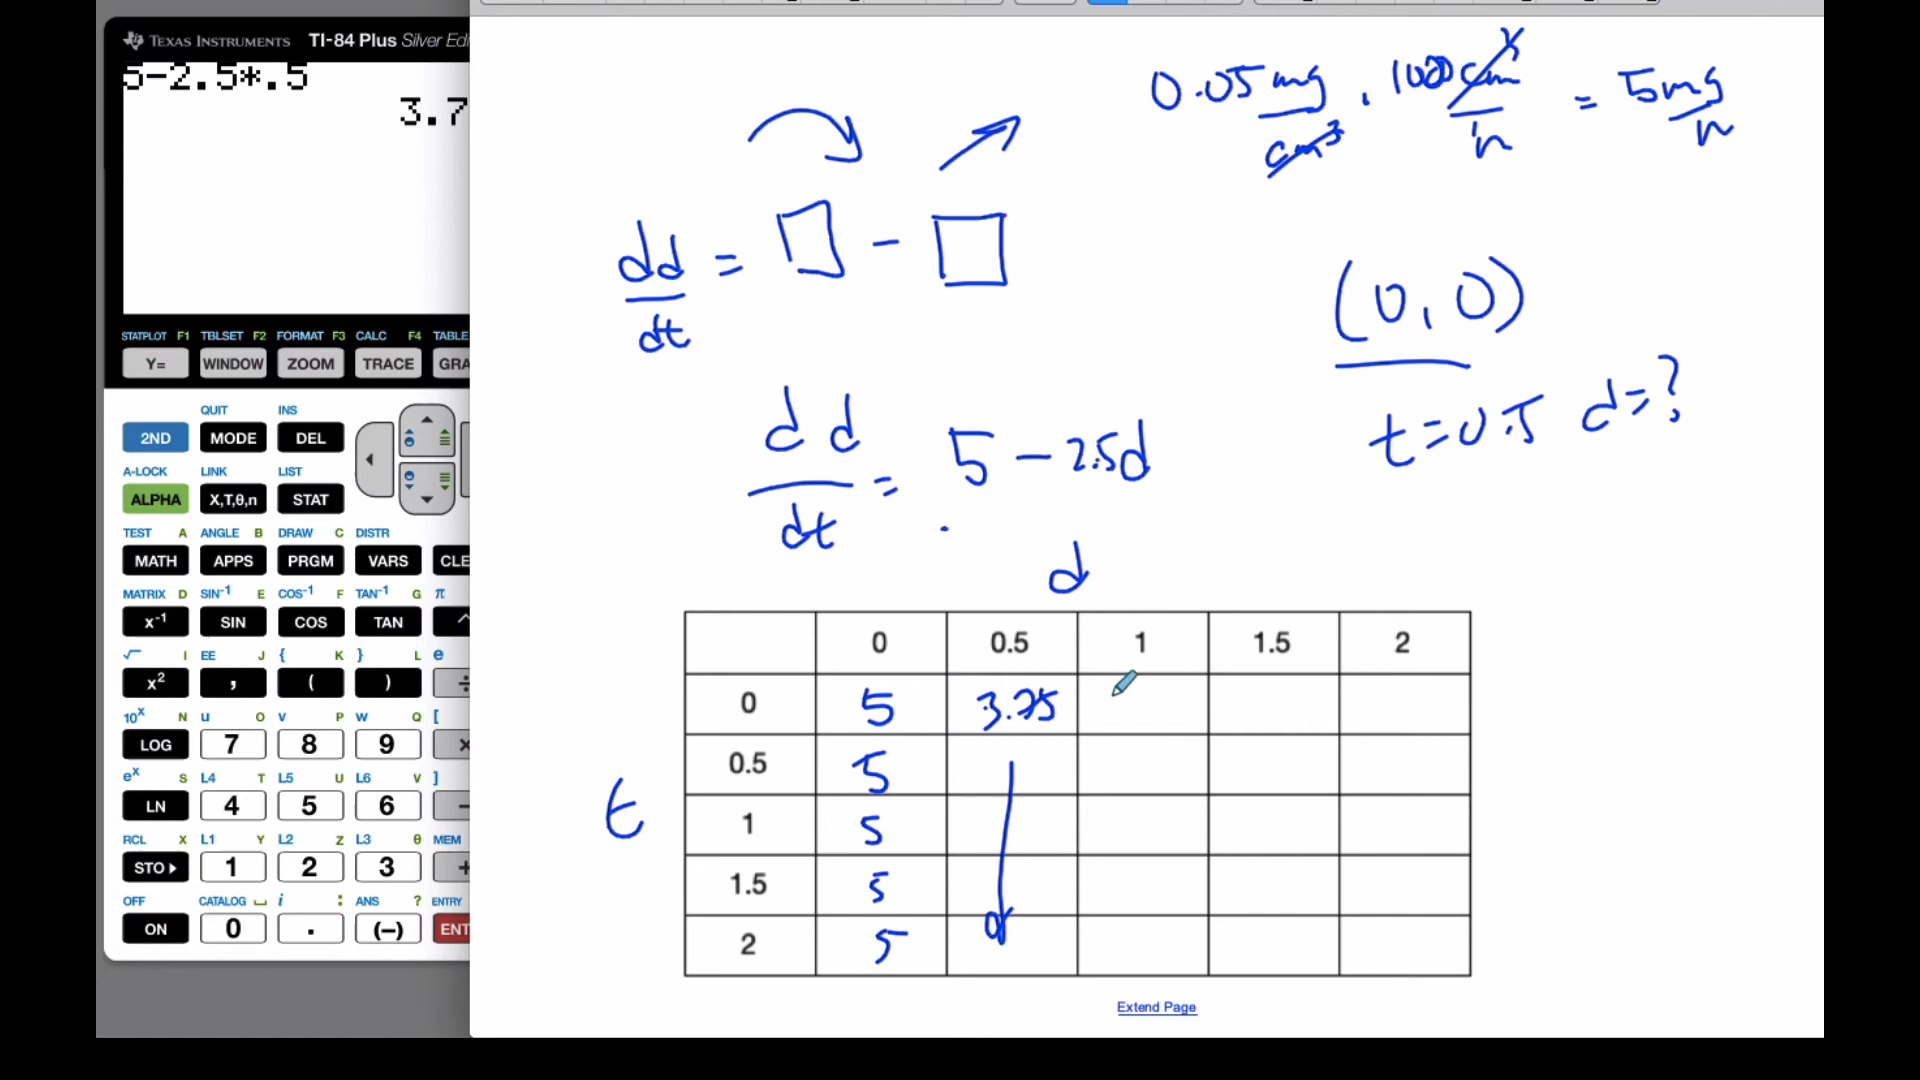 TEXAS INSTRUMENTS TI-84 Plus Silver Edi
5-2.5*.5
3.7
STATPLOT F1 TBLSET F2 FORMAT F3 CALC F4 TABLE
Y= WINDOW ZOOM TRACE GRA
QUIT INS
2ND MODE DEL
A-LOCK LINK LIST
ALPHA X,T,θ,n STAT
TEST A ANGLE B DRAW C DISTR
MATH APPS PRGM VARS CLE
MATRIX D SIN⁻¹ E COS⁻¹ F TAN⁻¹ G π
x⁻¹ SIN COS TAN ^
√ I EE J { K } L e
x² , ( ) ÷
10ˣ N u O v P w Q [
LOG 7 8 9 ×
eˣ S L4 T L5 U L6 V ]
LN 4 5 6 −
RCL X L1 Y L2 Z L3 θ MEM
STO▶ 1 2 3 +
OFF CATALOG ⎵ i : ANS ? ENTRY
ON 0 . (−) ENT
0.05 mg/cm³ · 100 cm³/h = 5 mg/h
dd/dt = □ − □
(0, 0)
t = 0.5 d = ?
dd/dt = 5 − 2.5d
d
0 0.5 1 1.5 2
0 5 3.75
0.5 5
t
1 5
1.5 5
2 5
Extend Page